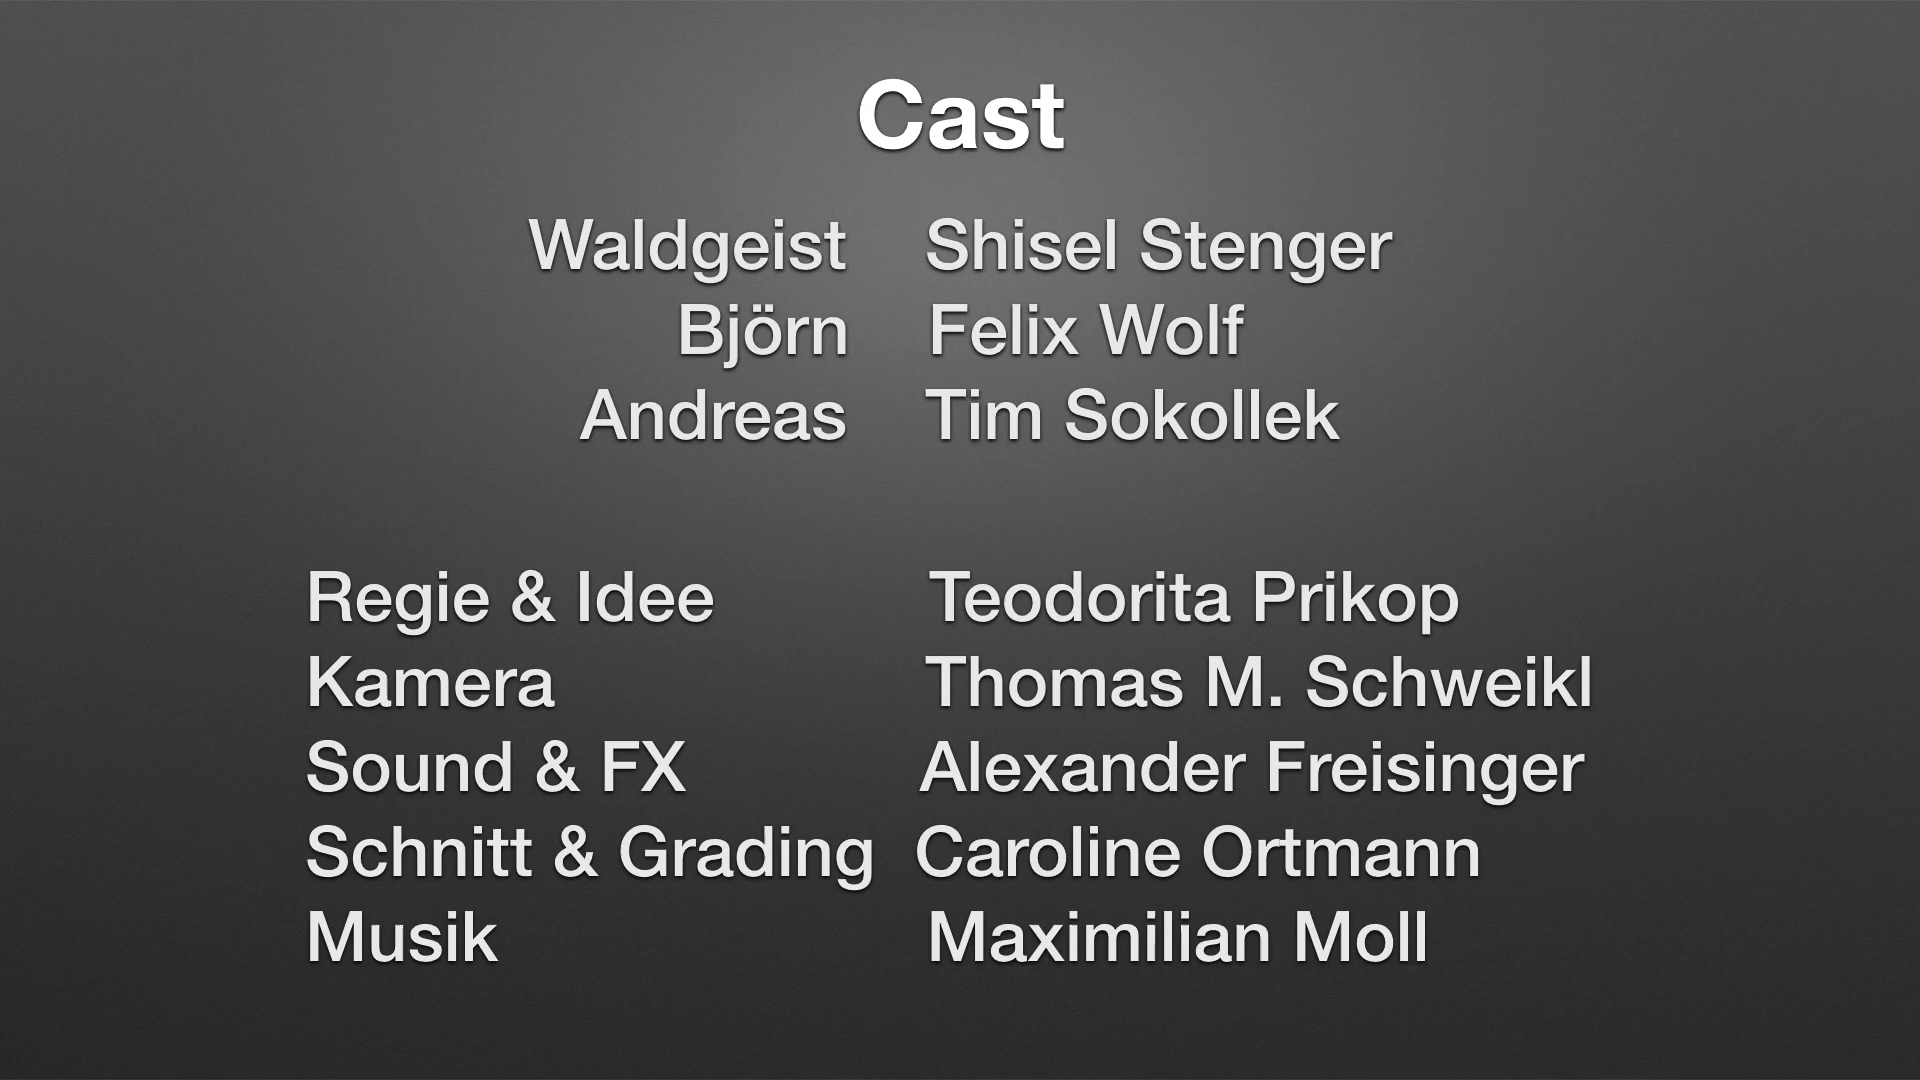 Cast
Waldgeist Shisel Stenger
Björn Felix Wolf
Andreas Tim Sokollek
Regie & Idee Teodorita Prikop
Kamera Thomas M. Schweikl
Sound & FX Alexander Freisinger
Schnitt & Grading Caroline Ortmann
Musik Maximilian Moll